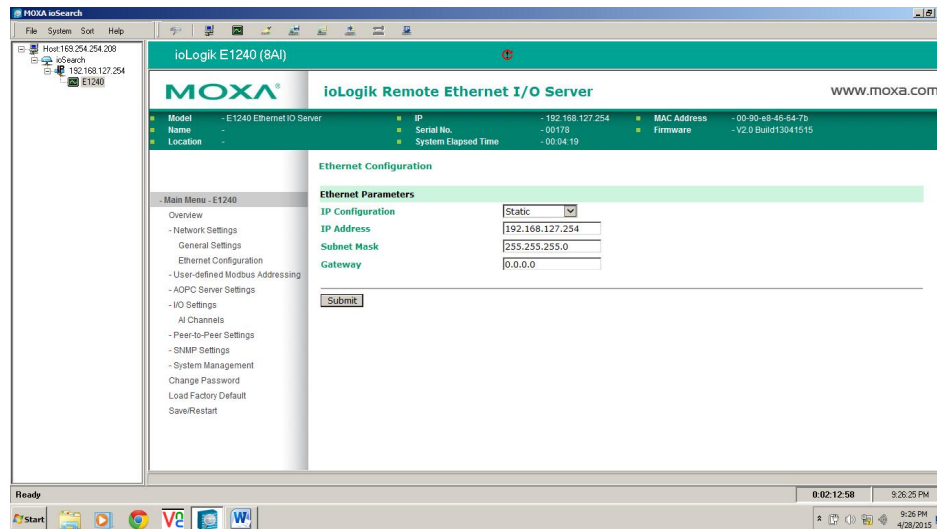 MOXA ioSearch
File System Sort Help
Host:169.254.254.208
ioSearch
192.168.127.254
E1240
ioLogik E1240 (8AI)
MOXA®
ioLogik Remote Ethernet I/O Server
www.moxa.com
Model - E1240 Ethernet IO Server IP - 192.168.127.254 MAC Address - 00-90-e8-46-64-7b
Name - Serial No. - 00178 Firmware - V2.0 Build13041515
Location - System Elapsed Time - 00:04:19
Ethernet Configuration
- Main Menu - E1240
Overview
- Network Settings
General Settings
Ethernet Configuration
- User-defined Modbus Addressing
- AOPC Server Settings
- I/O Settings
AI Channels
- Peer-to-Peer Settings
- SNMP Settings
- System Management
Change Password
Load Factory Default
Save/Restart
Ethernet Parameters
IP Configuration Static
IP Address 192.168.127.254
Subnet Mask 255.255.255.0
Gateway 0.0.0.0
Submit
Ready 0:02:12:58 9:26:25 PM
Start
9:26 PM
4/28/2015